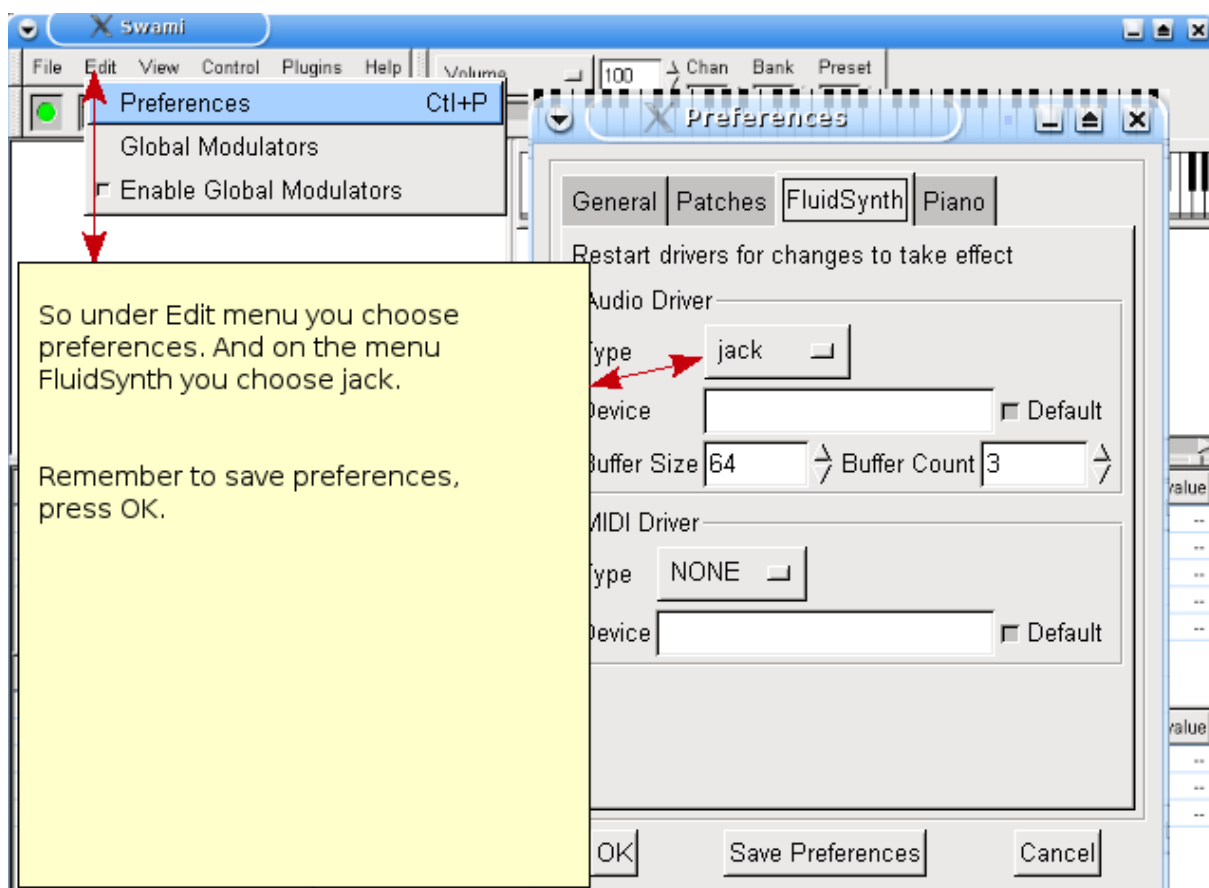 Swami
File Edit View Control Plugins Help
Volume 100 Chan Bank Preset
Preferences Ctl+P
Global Modulators
Enable Global Modulators
Preferences
General Patches FluidSynth Piano
Restart drivers for changes to take effect
Audio Driver
Type jack
Device Default
Buffer Size 64 Buffer Count 3
MIDI Driver
Type NONE
Device Default
OK Save Preferences Cancel
So under Edit menu you choose
preferences. And on the menu
FluidSynth you choose jack.
Remember to save preferences,
press OK.
value
--
--
--
--
--
value
--
--
--